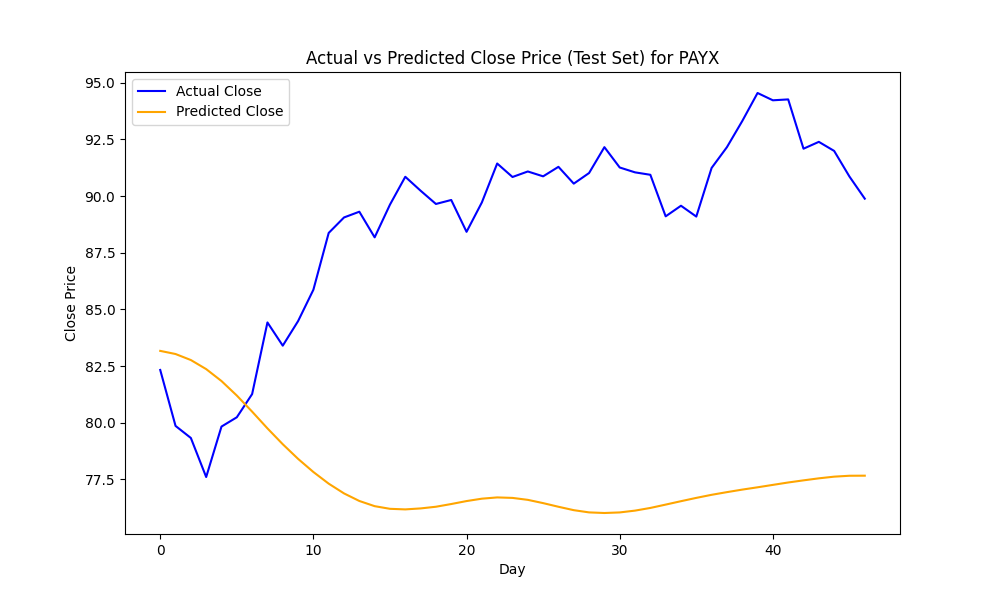 Actual vs Predicted Close Price (Test Set) for PAYX
Actual Close
Predicted Close
95.0
92.5
90.0
87.5
85.0
82.5
80.0
77.5
Close Price
0 10 20 30 40
Day